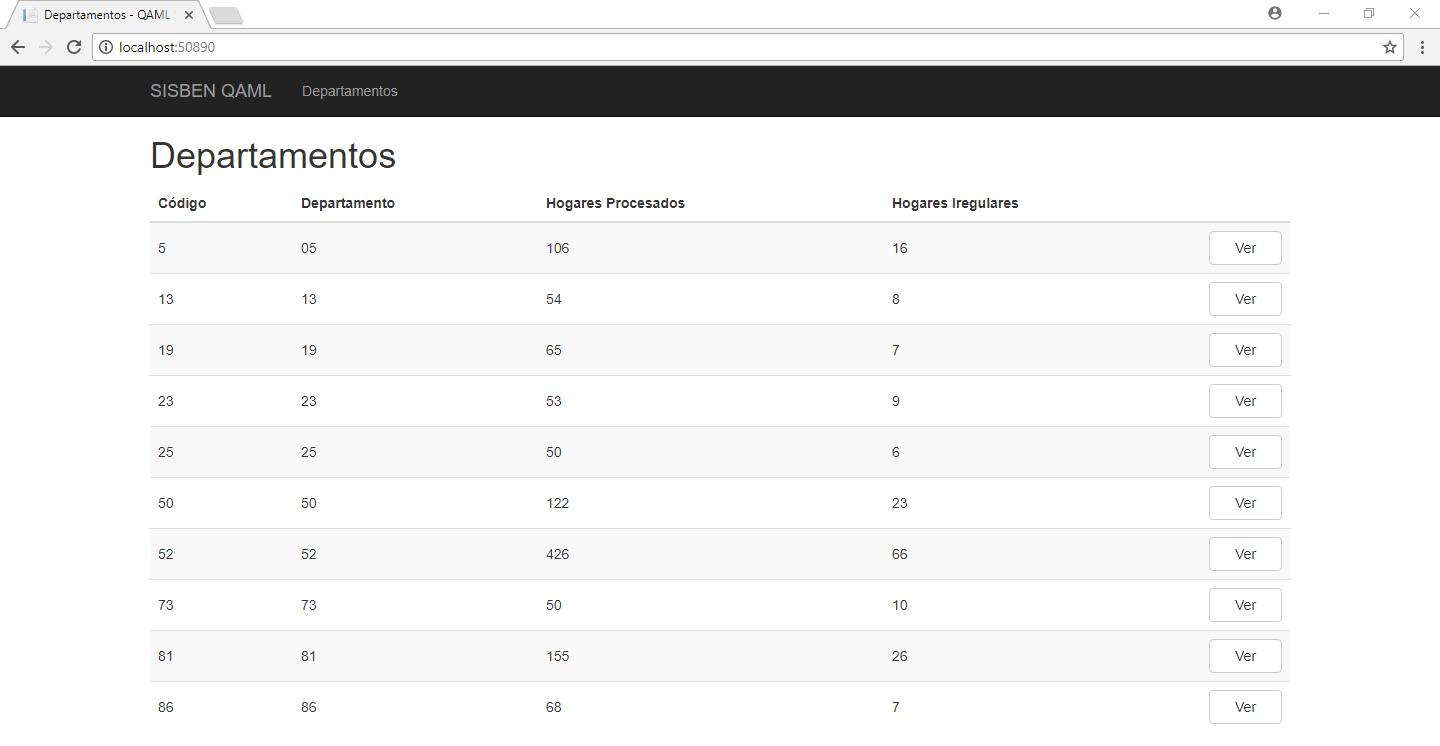 Departamentos - QAML
localhost:50890
SISBEN QAML Departamentos
Departamentos
Código Departamento Hogares Procesados Hogares Iregulares
5 05 106 16 Ver
13 13 54 8 Ver
19 19 65 7 Ver
23 23 53 9 Ver
25 25 50 6 Ver
50 50 122 23 Ver
52 52 426 66 Ver
73 73 50 10 Ver
81 81 155 26 Ver
86 86 68 7 Ver